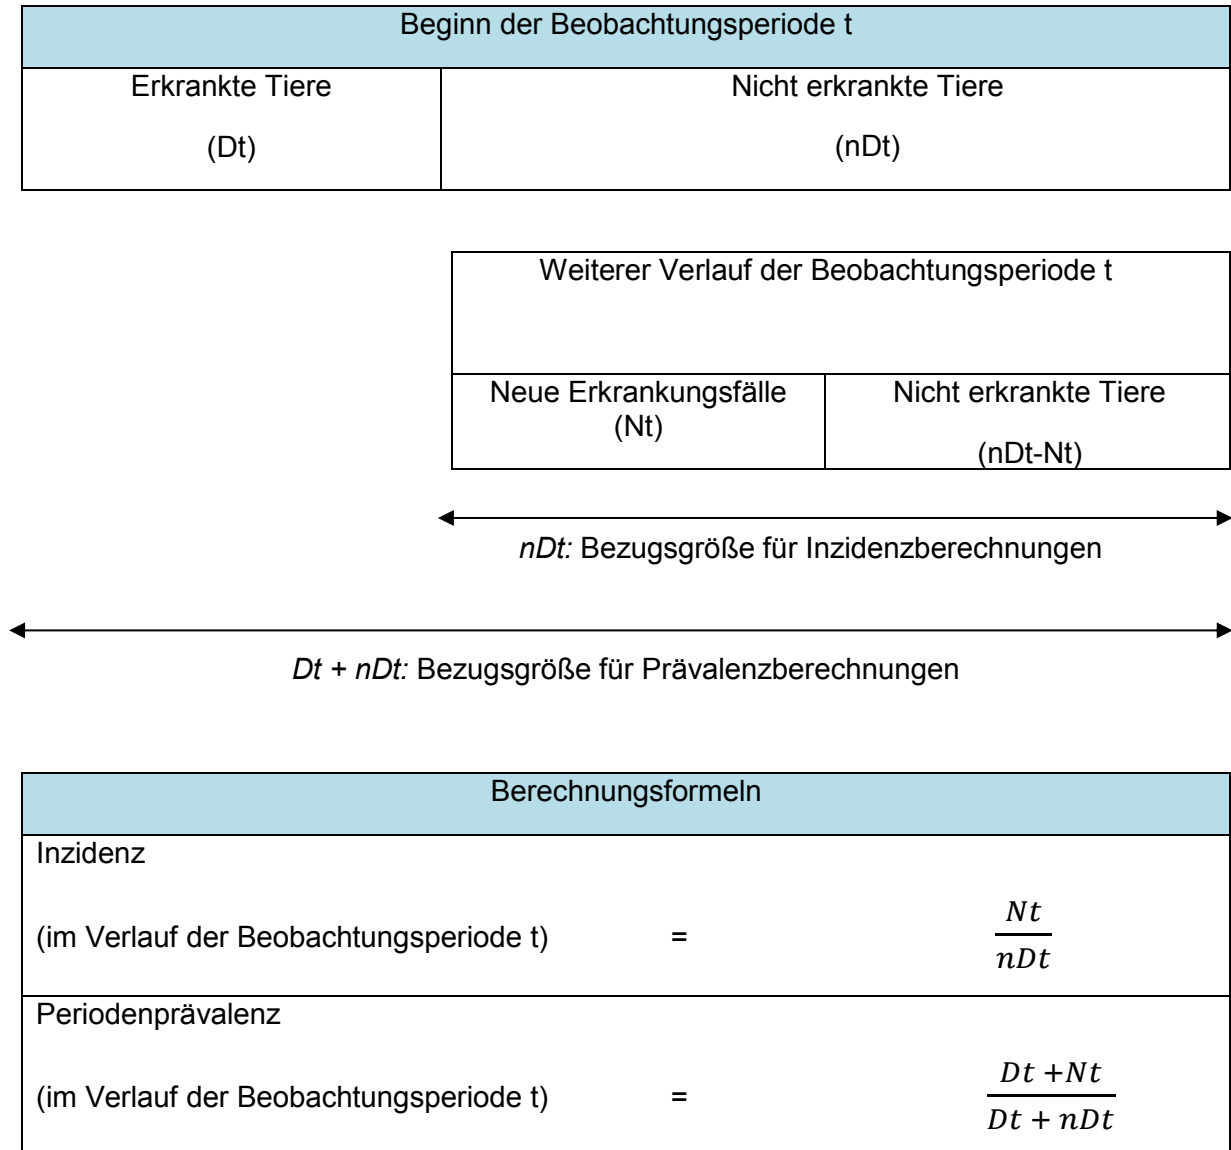 Beginn der Beobachtungsperiode t
Erkrankte Tiere
(Dt)
Nicht erkrankte Tiere
(nDt)
Weiterer Verlauf der Beobachtungsperiode t
Neue Erkrankungsfälle
(Nt)
Nicht erkrankte Tiere
(nDt-Nt)
nDt: Bezugsgröße für Inzidenzberechnungen
Dt + nDt: Bezugsgröße für Prävalenzberechnungen
Berechnungsformeln
Inzidenz
(im Verlauf der Beobachtungsperiode t) =
Nt
nDt
Periodenprävalenz
(im Verlauf der Beobachtungsperiode t) =
Dt +Nt
Dt + nDt